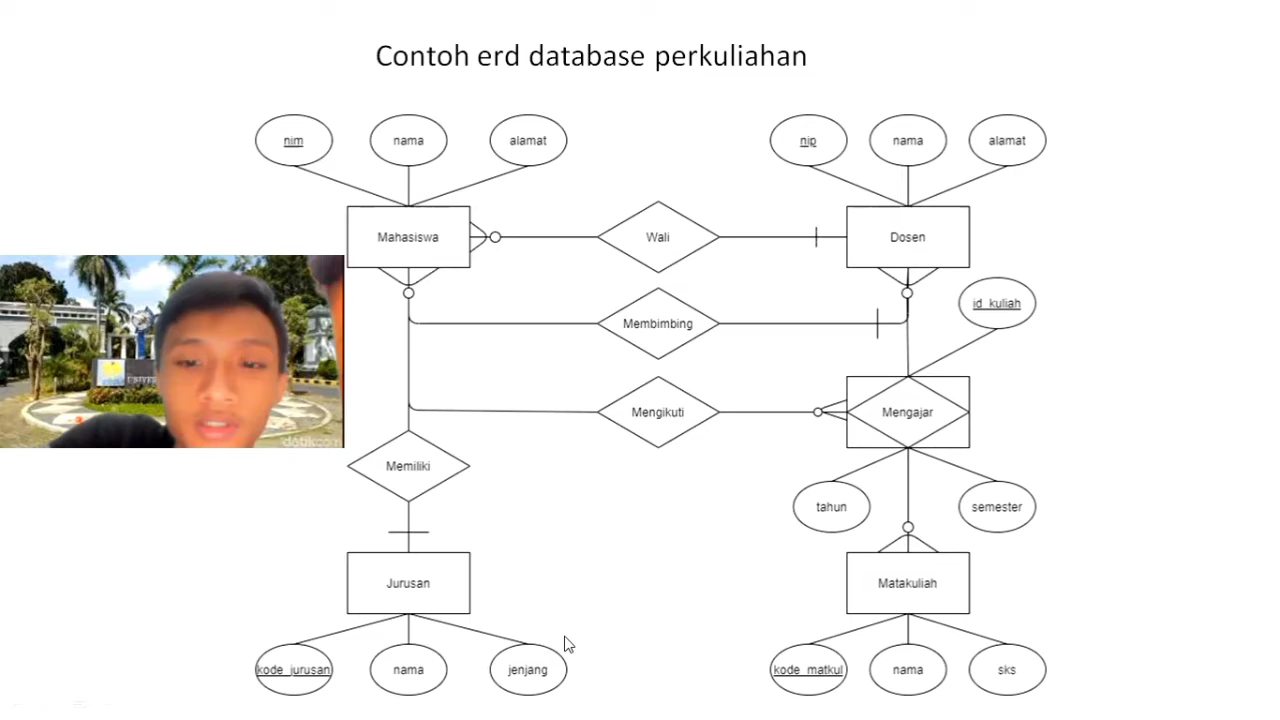 Contoh erd database perkuliahan
nim
nama
alamat
nip
nama
alamat
Mahasiswa
Wali
Dosen
id_kuliah
Membimbing
Mengikuti
Mengajar
Memiliki
tahun
semester
Jurusan
Matakuliah
kode_jurusan
nama
jenjang
kode_matkul
nama
sks
detikcom